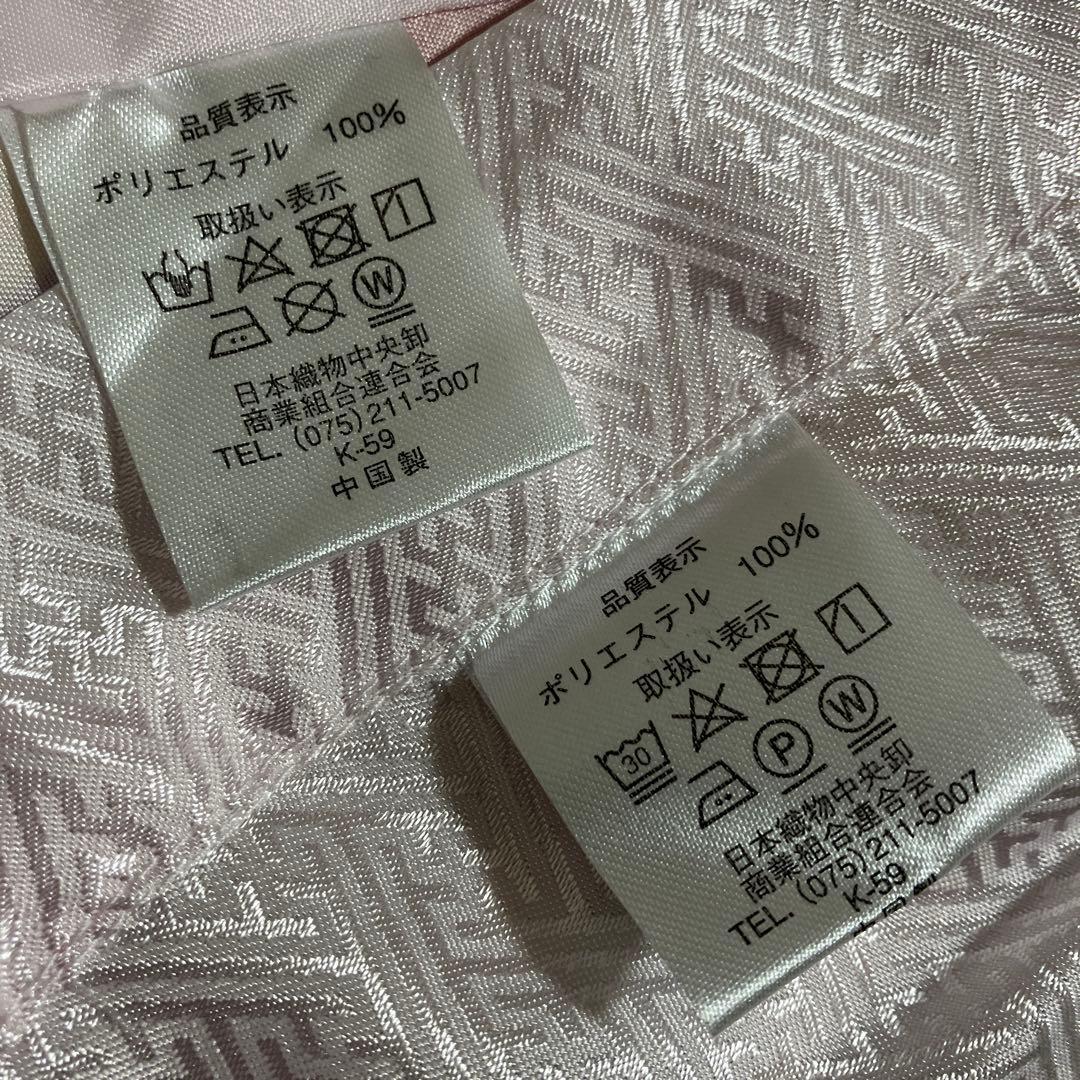 品質表示
ポリエステル 100%
取扱い表示
W
日本織物中央卸
商業組合連合会
TEL. (075)211-5007
K-59
中国製
品質表示
ポリエステル 100%
取扱い表示
30 P W
日本織物中央卸
商業組合連合会
TEL. (075)211-5007
K-59